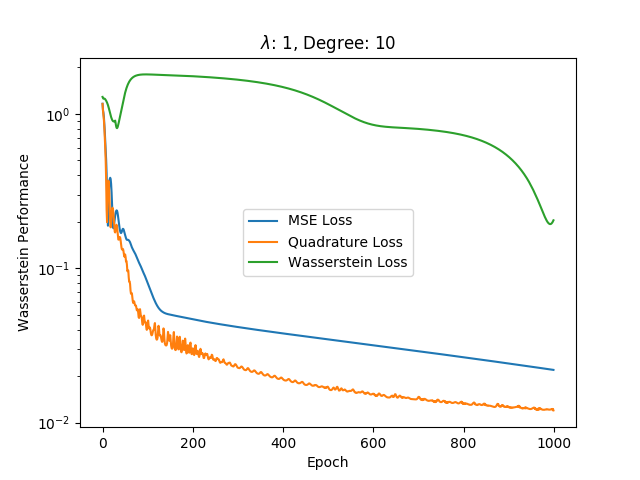 λ: 1, Degree: 10
Wasserstein Performance
10⁰
10⁻¹
10⁻²
MSE Loss
Quadrature Loss
Wasserstein Loss
0 200 400 600 800 1000
Epoch